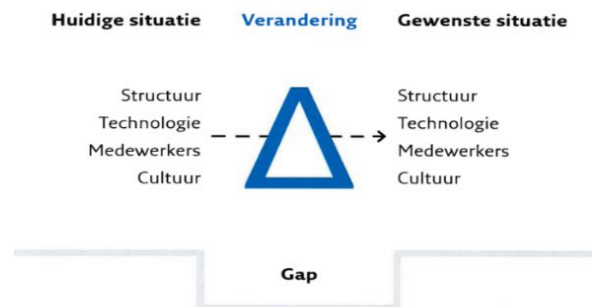 Huidige situatie Verandering Gewenste situatie
Structuur Structuur
Technologie Technologie
Medewerkers Medewerkers
Cultuur Cultuur
Gap